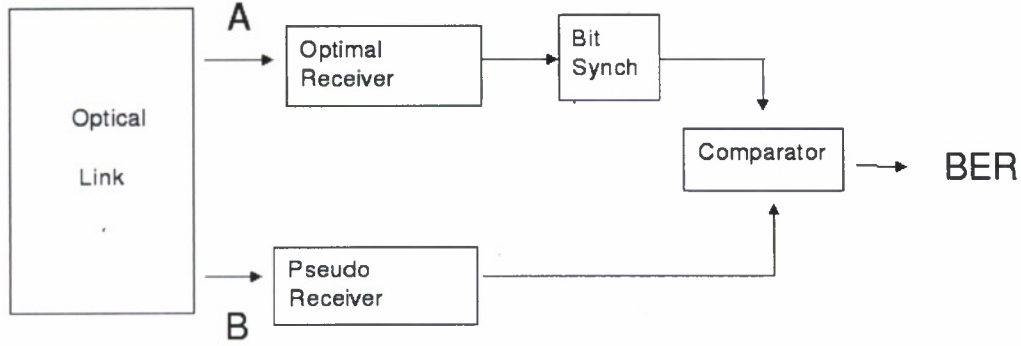 A
Optimal
Receiver
Bit
Synch
Optical
Link
Comparator
BER
Pseudo
Receiver
B